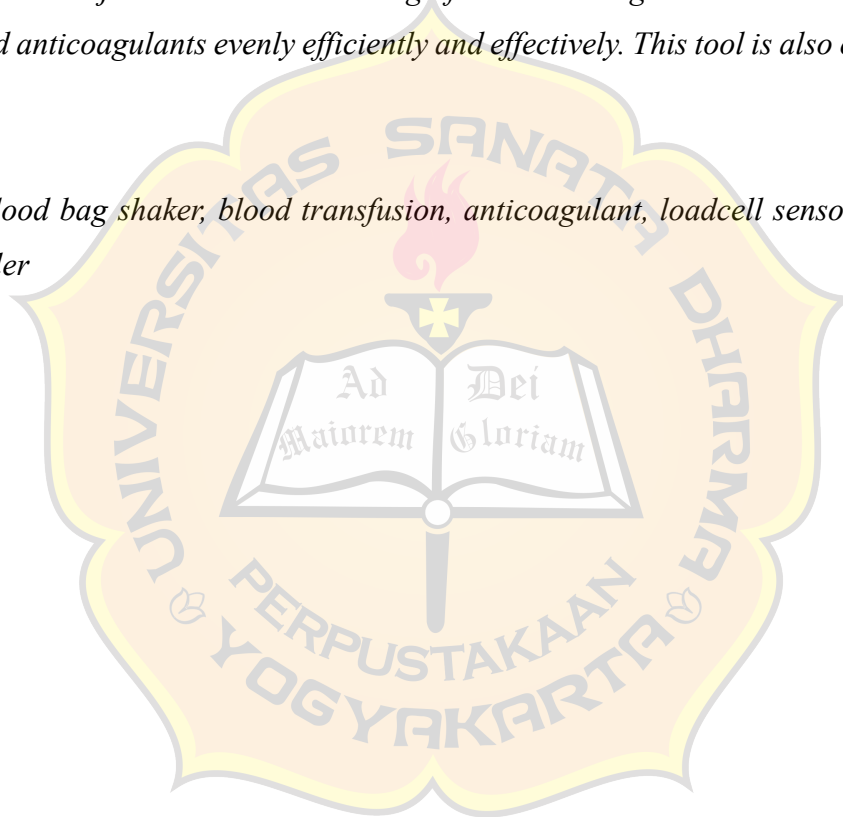 d anticoagulants evenly efficiently and effectively. This tool is also
lood bag shaker, blood transfusion, anticoagulant, loadcell senso
ler
UNIVERSITAS SANATA DHARMA
Ad Dei
Maiorem Gloriam
PERPUSTAKAAN
YOGYAKARTA